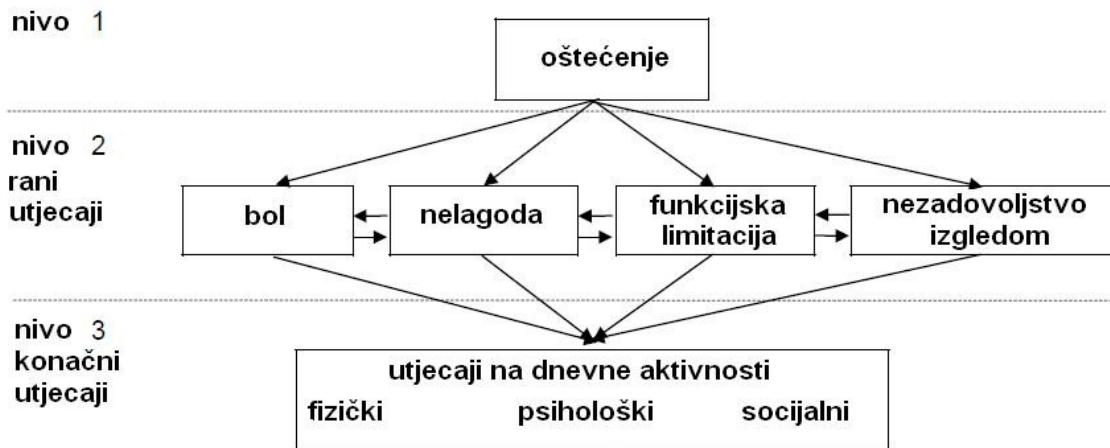 nivo 1
oštećenje
nivo 2
rani
utjecaji
bol
nelagoda
funkcijska
limitacija
nezadovoljstvo
izgledom
nivo 3
konačni
utjecaji
utjecaji na dnevne aktivnosti
fizički psihološki socijalni